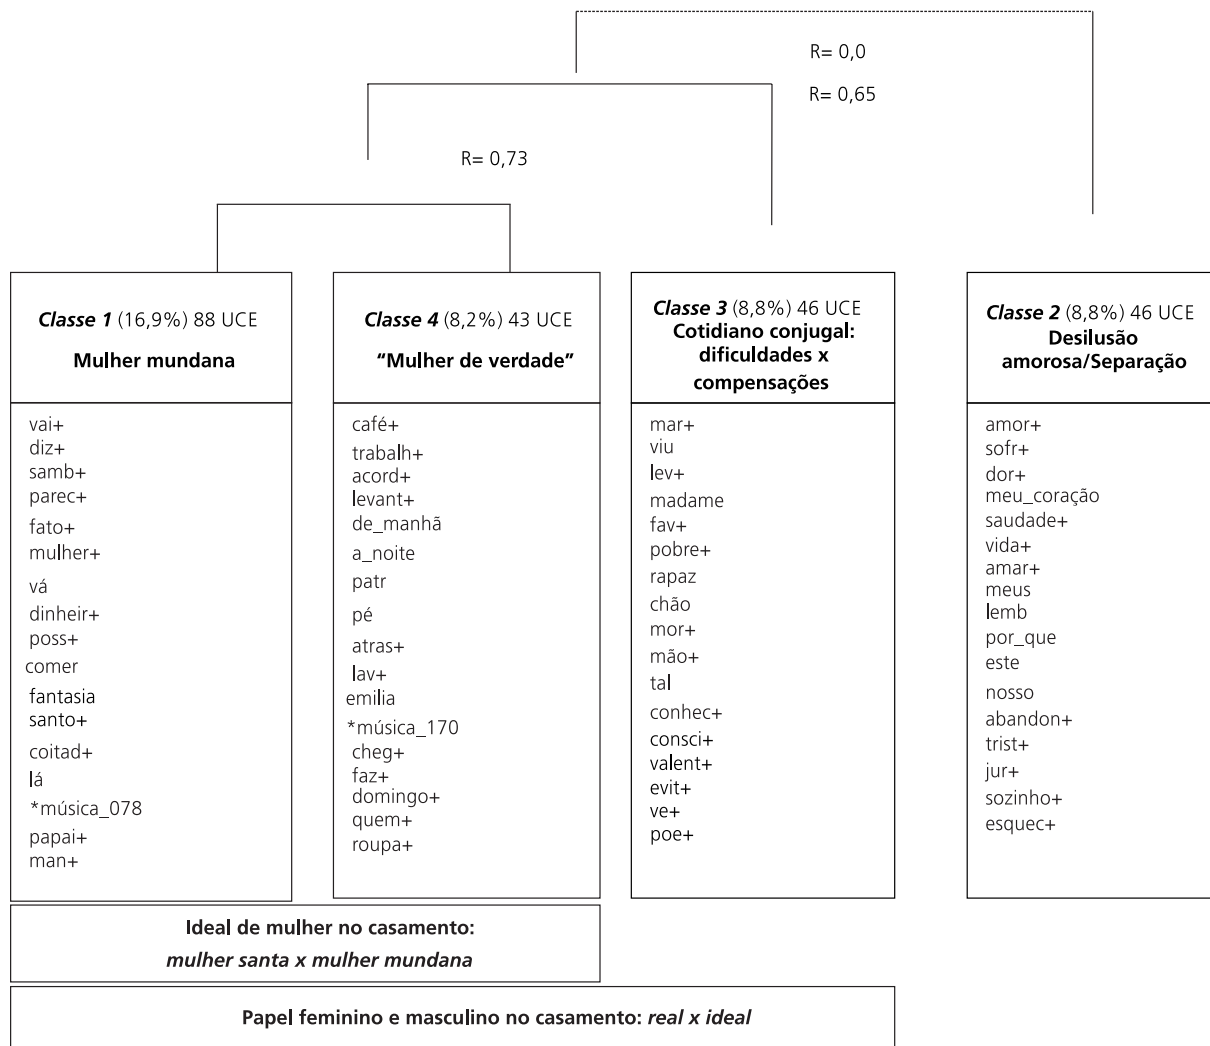 R= 0,0
R= 0,65
R= 0,73
Classe 1 (16,9%) 88 UCE
Mulher mundana
vai+
diz+
samb+
parec+
fato+
mulher+
vá
dinheir+
poss+
comer
fantasia
santo+
coitad+
lá
*música_078
papai+
man+
Classe 4 (8,2%) 43 UCE
“Mulher de verdade”
café+
trabalh+
acord+
levant+
de_manhã
a_noite
patr
pé
atras+
lav+
emilia
*música_170
cheg+
faz+
domingo+
quem+
roupa+
Classe 3 (8,8%) 46 UCE
Cotidiano conjugal:
dificuldades x
compensações
mar+
viu
lev+
madame
fav+
pobre+
rapaz
chão
mor+
mão+
tal
conhec+
consci+
valent+
evit+
ve+
poe+
Classe 2 (8,8%) 46 UCE
Desilusão
amorosa/Separação
amor+
sofr+
dor+
meu_coração
saudade+
vida+
amar+
meus
lemb
por_que
este
nosso
abandon+
trist+
jur+
sozinho+
esquec+
Ideal de mulher no casamento:
mulher santa x mulher mundana
Papel feminino e masculino no casamento: real x ideal